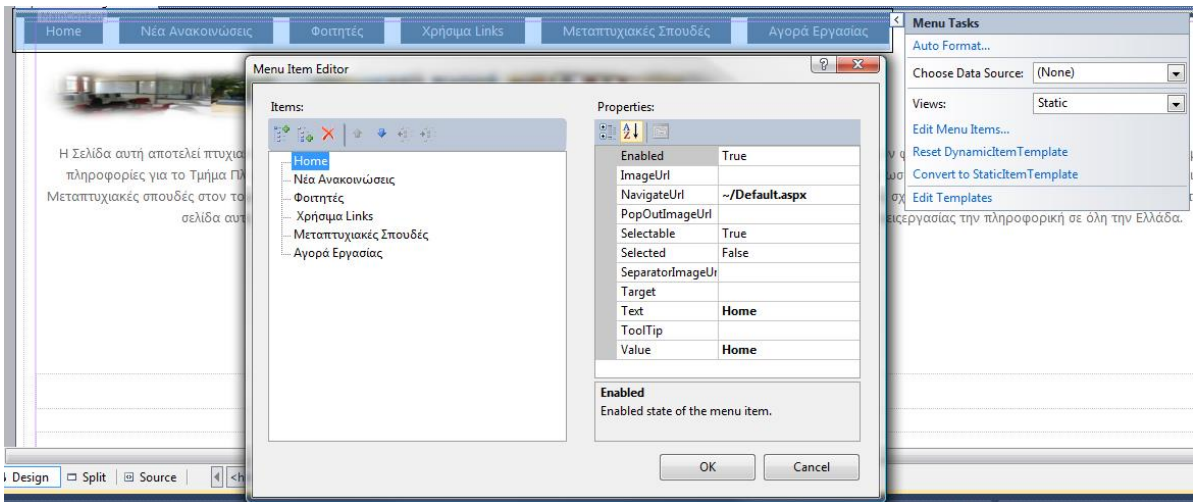 MainContent
Home Νέα Ανακοινώσεις Φοιτητές Χρήσιμα Links Μεταπτυχιακές Σπουδές Αγορά Εργασίας
Menu Tasks
Auto Format...
Choose Data Source: (None)
Views: Static
Edit Menu Items...
Reset DynamicItemTemplate
Convert to StaticItemTemplate
Edit Templates
Menu Item Editor
Items:
Home
Νέα Ανακοινώσεις
Φοιτητές
Χρήσιμα Links
Μεταπτυχιακές Σπουδές
Αγορά Εργασίας
Properties:
Enabled True
ImageUrl
NavigateUrl ~/Default.aspx
PopOutImageUrl
Selectable True
Selected False
SeparatorImageUr
Target
Text Home
ToolTip
Value Home
Enabled
Enabled state of the menu item.
OK Cancel
Η Σελίδα αυτή αποτελεί πτυχια
πληροφορίες για το Τμήμα Πλ
Μεταπτυχιακές σπουδές στον το
σελίδα αυτ
εισεργασίας την πληροφορική σε όλη την Ελλάδα.
Design Split Source <h